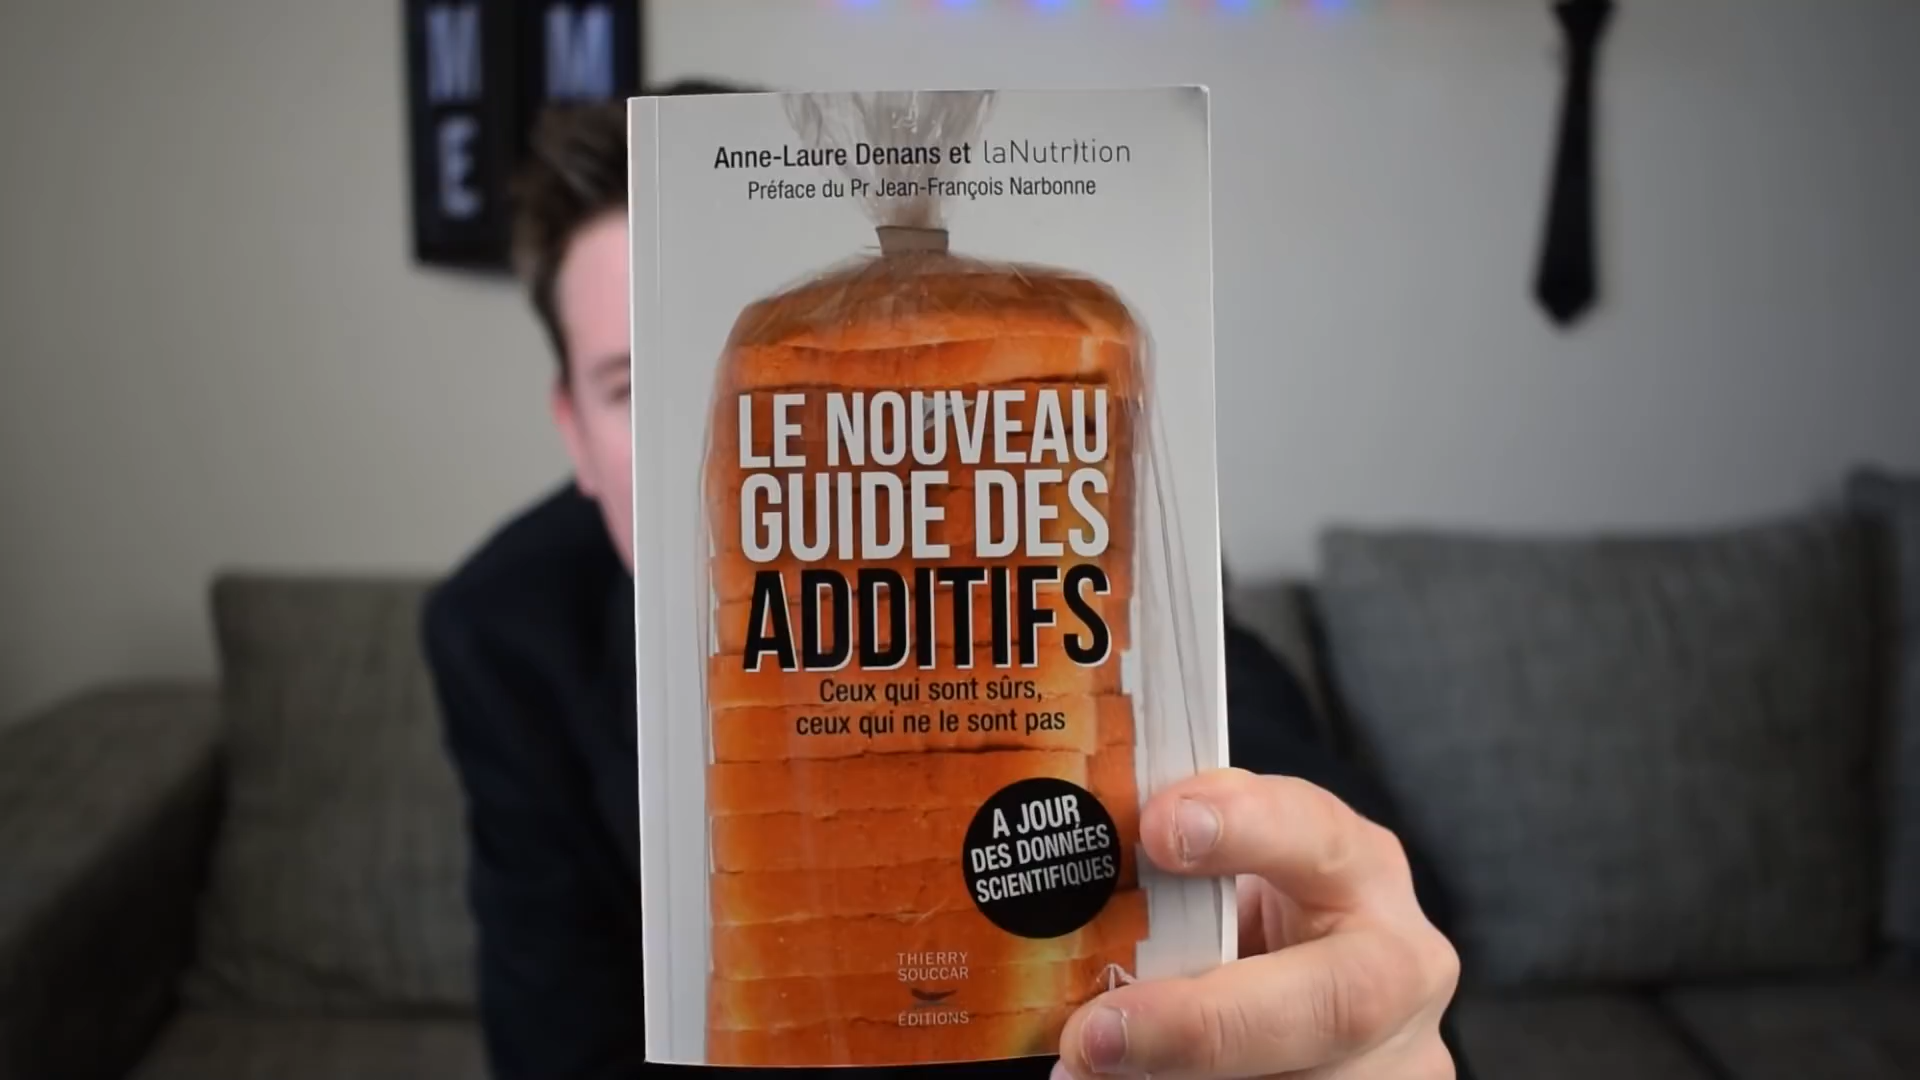 M
E
M
Anne-Laure Denans et laNutrition
Préface du Pr Jean-François Narbonne
LE NOUVEAU
GUIDE DES
ADDITIFS
Ceux qui sont sûrs,
ceux qui ne le sont pas
A JOUR
DES DONNÉES
SCIENTIFIQUES
THIERRY
SOUCCAR
ÉDITIONS